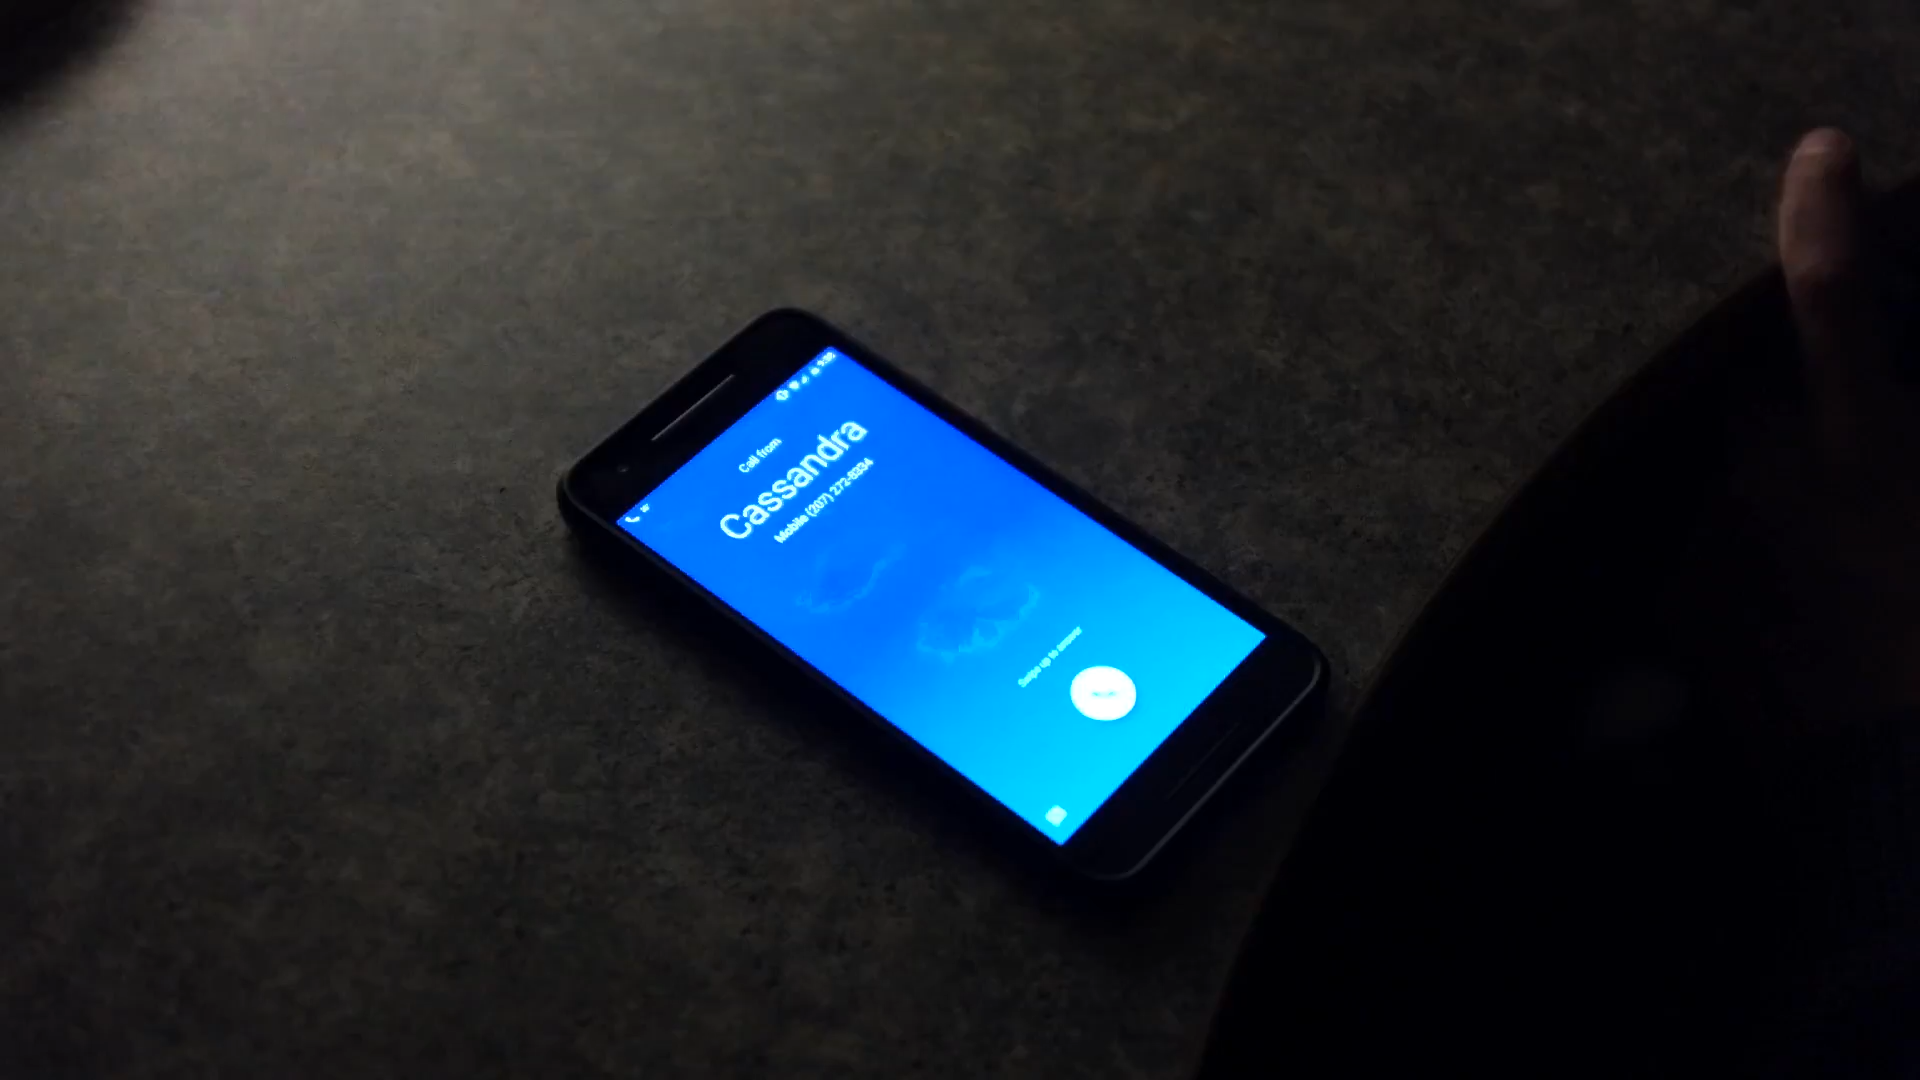 Call from
Cassandra
Mobile (207) 272-8334
Swipe up to answer